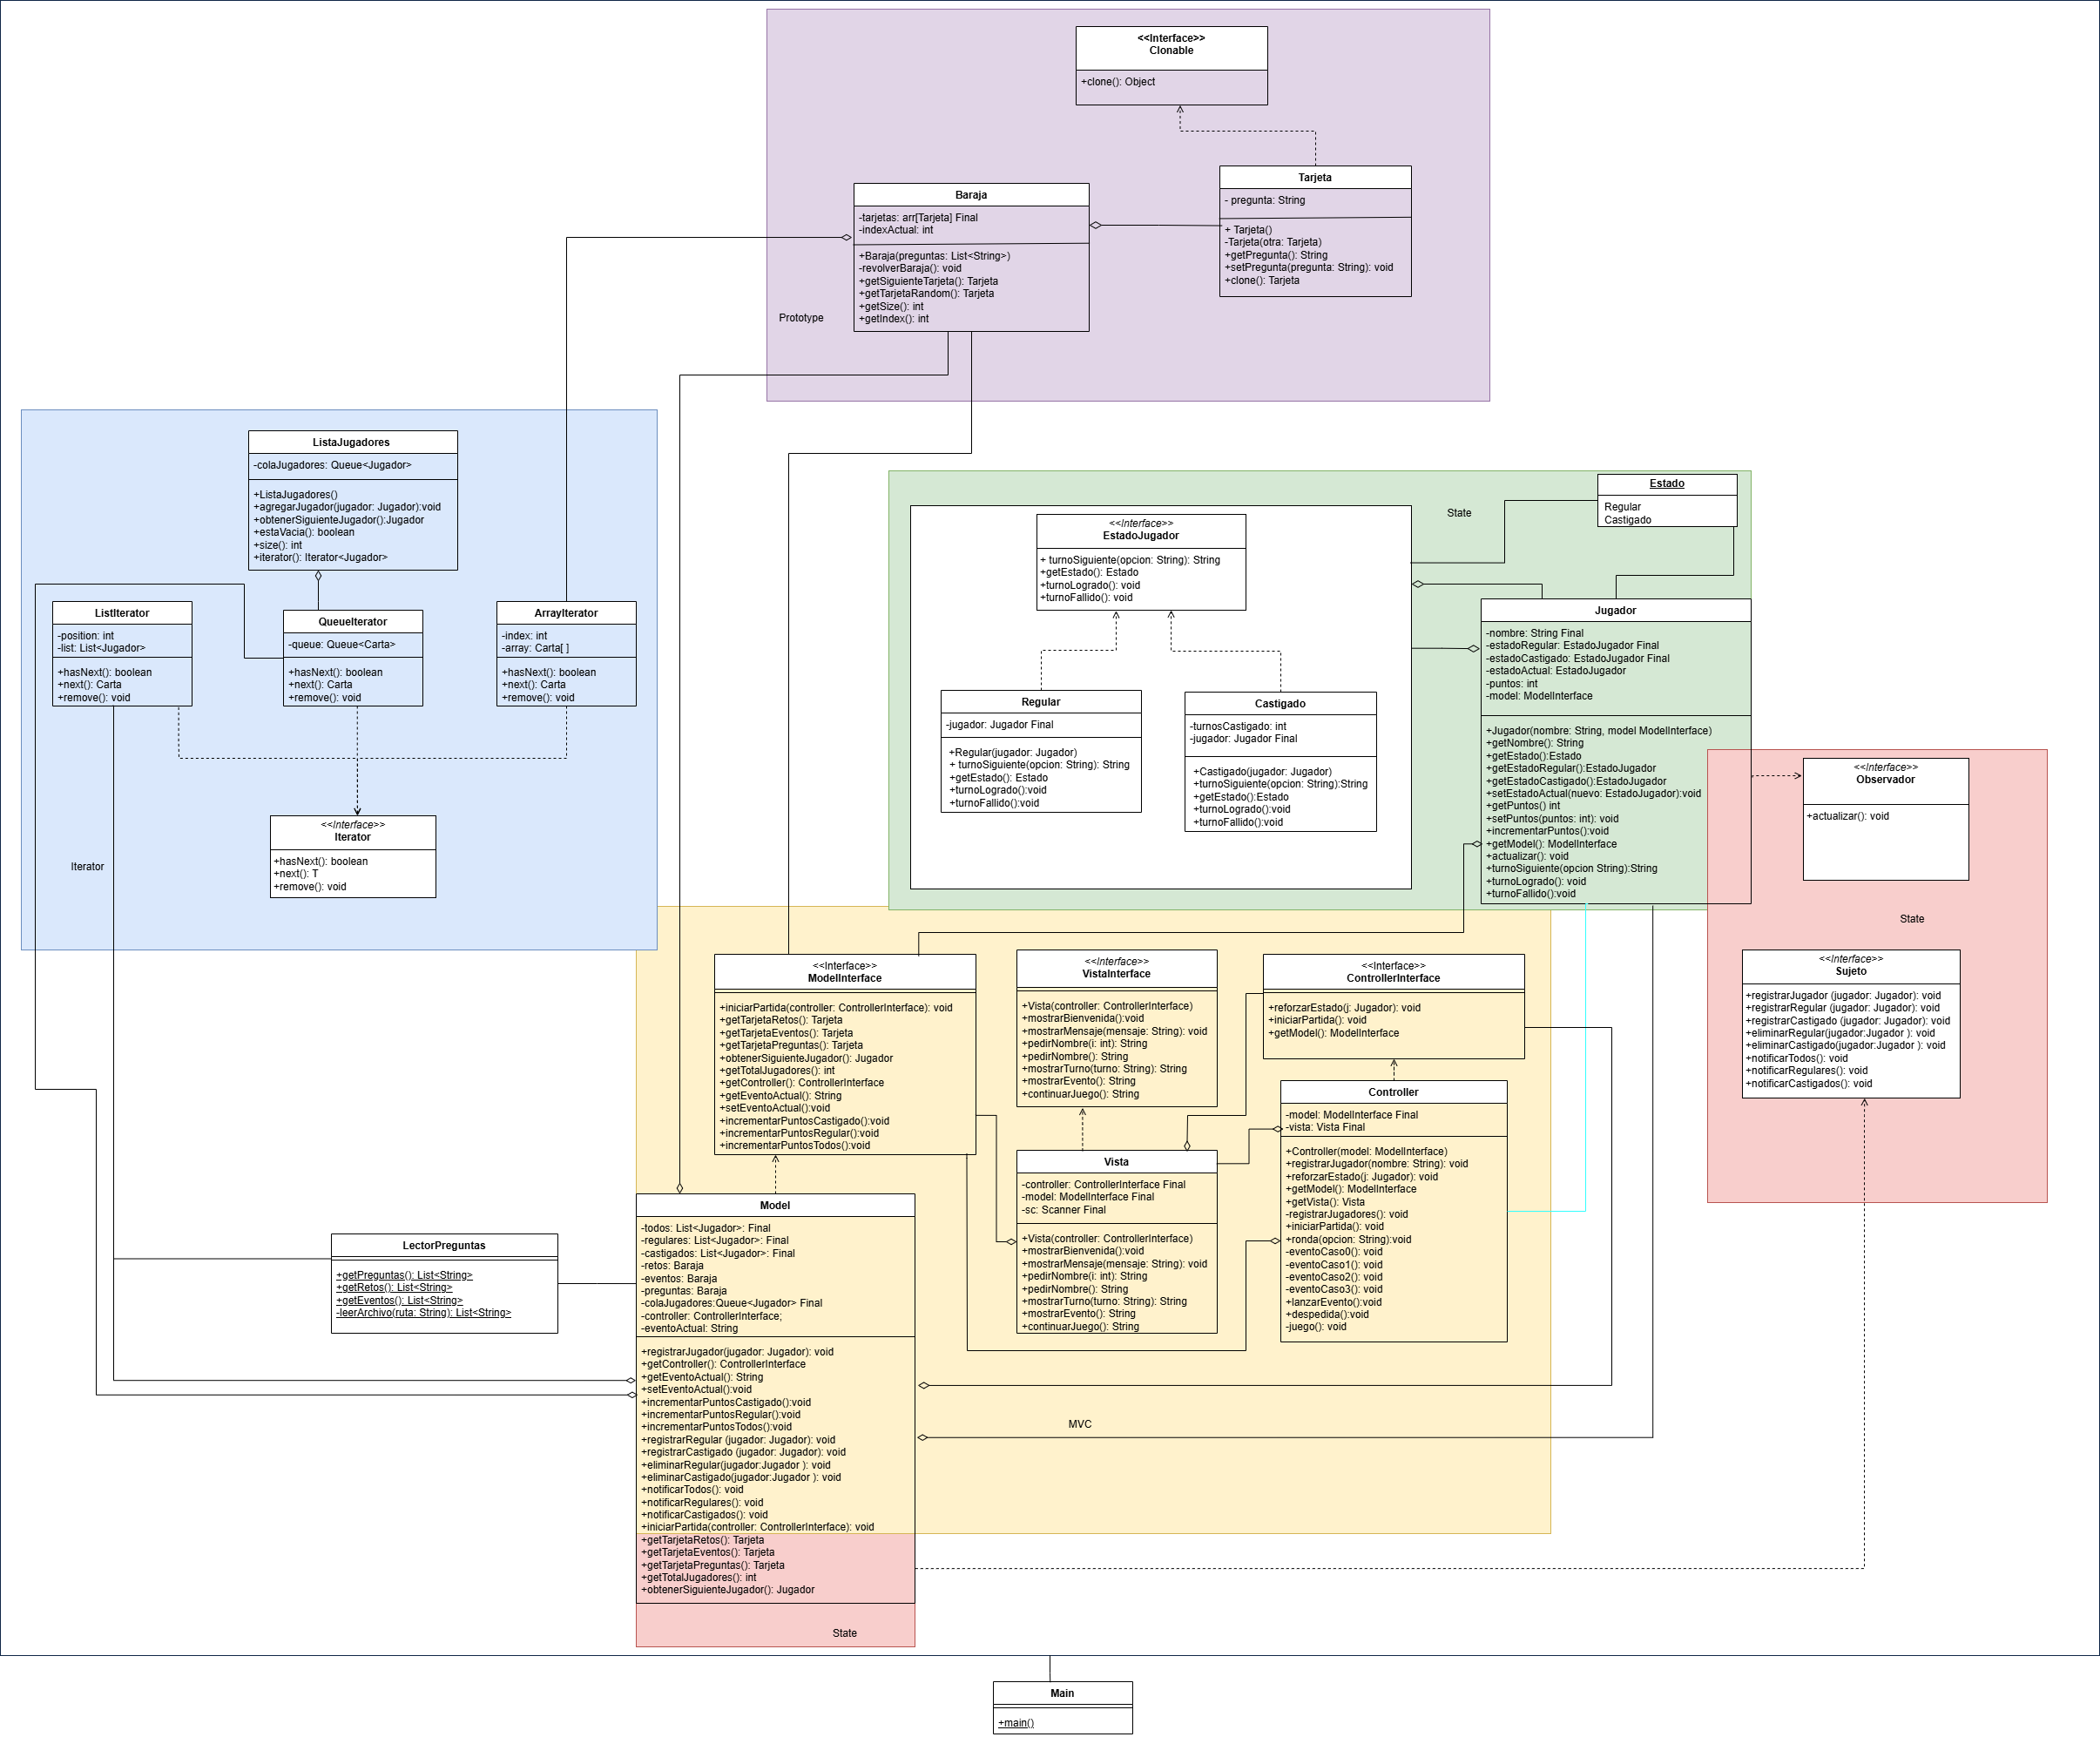 <<Interface>>
Clonable
+clone(): Object
Tarjeta
- pregunta: String
+ Tarjeta()
-Tarjeta(otra: Tarjeta)
+getPregunta(): String
+setPregunta(pregunta: String): void
+clone(): Tarjeta
Baraja
-tarjetas: arr[Tarjeta] Final
-indexActual: int
+Baraja(preguntas: List<String>)
-revolverBaraja(): void
+getSiguienteTarjeta(): Tarjeta
+getTarjetaRandom(): Tarjeta
+getSize(): int
+getIndex(): int
Prototype
ListaJugadores
-colaJugadores: Queue<Jugador>
+ListaJugadores()
+agregarJugador(jugador: Jugador):void
+obtenerSiguienteJugador():Jugador
+estaVacia(): boolean
+size(): int
+iterator(): Iterator<Jugador>
ListIterator
-position: int
-list: List<Jugador>
+hasNext(): boolean
+next(): Carta
+remove(): void
QueueIterator
-queue: Queue<Carta>
+hasNext(): boolean
+next(): Carta
+remove(): void
ArrayIterator
-index: int
-array: Carta[ ]
+hasNext(): boolean
+next(): Carta
+remove(): void
<<Interface>>
Iterator
+hasNext(): boolean
+next(): T
+remove(): void
Iterator
State
Estado
Regular
Castigado
<<Interface>>
EstadoJugador
+ turnoSiguiente(opcion: String): String
+getEstado(): Estado
+turnoLogrado(): void
+turnoFallido(): void
Regular
-jugador: Jugador Final
+Regular(jugador: Jugador)
+ turnoSiguiente(opcion: String): String
+getEstado(): Estado
+turnoLogrado():void
+turnoFallido():void
Castigado
-turnosCastigado: int
-jugador: Jugador Final
+Castigado(jugador: Jugador)
+turnoSiguiente(opcion: String):String
+getEstado():Estado
+turnoLogrado():void
+turnoFallido():void
Jugador
-nombre: String Final
-estadoRegular: EstadoJugador Final
-estadoCastigado: EstadoJugador Final
-estadoActual: EstadoJugador
-puntos: int
-model: ModelInterface
+Jugador(nombre: String, model ModelInterface)
+getNombre(): String
+getEstado():Estado
+getEstadoRegular():EstadoJugador
+getEstadoCastigado():EstadoJugador
+setEstadoActual(nuevo: EstadoJugador):void
+getPuntos() int
+setPuntos(puntos: int): void
+incrementarPuntos():void
+getModel(): ModelInterface
+actualizar(): void
+turnoSiguiente(opcion String):String
+turnoLogrado(): void
+turnoFallido():void
<<Interface>>
Observador
+actualizar(): void
State
<<Interface>>
Sujeto
+registrarJugador (jugador: Jugador): void
+registrarRegular (jugador: Jugador): void
+registrarCastigado (jugador: Jugador): void
+eliminarRegular(jugador:Jugador ): void
+eliminarCastigado(jugador:Jugador ): void
+notificarTodos(): void
+notificarRegulares(): void
+notificarCastigados(): void
<<Interface>>
ModelInterface
+iniciarPartida(controller: ControllerInterface): void
+getTarjetaRetos(): Tarjeta
+getTarjetaEventos(): Tarjeta
+getTarjetaPreguntas(): Tarjeta
+obtenerSiguienteJugador(): Jugador
+getTotalJugadores(): int
+getController(): ControllerInterface
+getEventoActual(): String
+setEventoActual():void
+incrementarPuntosCastigado():void
+incrementarPuntosRegular():void
+incrementarPuntosTodos():void
<<Interface>>
VistaInterface
+Vista(controller: ControllerInterface)
+mostrarBienvenida():void
+mostrarMensaje(mensaje: String): void
+pedirNombre(i: int): String
+pedirNombre(): String
+mostrarTurno(turno: String): String
+mostrarEvento(): String
+continuarJuego(): String
<<Interface>>
ControllerInterface
+reforzarEstado(j: Jugador): void
+iniciarPartida(): void
+getModel(): ModelInterface
Controller
-model: ModelInterface Final
-vista: Vista Final
+Controller(model: ModelInterface)
+registrarJugador(nombre: String): void
+reforzarEstado(j: Jugador): void
+getModel(): ModelInterface
+getVista(): Vista
-registrarJugadores(): void
+iniciarPartida(): void
+ronda(opcion: String):void
-eventoCaso0(): void
-eventoCaso1(): void
-eventoCaso2(): void
-eventoCaso3(): void
+lanzarEvento():void
+despedida():void
-juego(): void
Vista
-controller: ControllerInterface Final
-model: ModelInterface Final
-sc: Scanner Final
+Vista(controller: ControllerInterface)
+mostrarBienvenida():void
+mostrarMensaje(mensaje: String): void
+pedirNombre(i: int): String
+pedirNombre(): String
+mostrarTurno(turno: String): String
+mostrarEvento(): String
+continuarJuego(): String
Model
-todos: List<Jugador>: Final
-regulares: List<Jugador>: Final
-castigados: List<Jugador>: Final
-retos: Baraja
-eventos: Baraja
-preguntas: Baraja
-colaJugadores:Queue<Jugador> Final
-controller: ControllerInterface;
-eventoActual: String
+registrarJugador(jugador: Jugador): void
+getController(): ControllerInterface
+getEventoActual(): String
+setEventoActual():void
+incrementarPuntosCastigado():void
+incrementarPuntosRegular():void
+incrementarPuntosTodos():void
+registrarRegular (jugador: Jugador): void
+registrarCastigado (jugador: Jugador): void
+eliminarRegular(jugador:Jugador ): void
+eliminarCastigado(jugador:Jugador ): void
+notificarTodos(): void
+notificarRegulares(): void
+notificarCastigados(): void
+iniciarPartida(controller: ControllerInterface): void
+getTarjetaRetos(): Tarjeta
+getTarjetaEventos(): Tarjeta
+getTarjetaPreguntas(): Tarjeta
+getTotalJugadores(): int
+obtenerSiguienteJugador(): Jugador
LectorPreguntas
+getPreguntas(): List<String>
+getRetos(): List<String>
+getEventos(): List<String>
-leerArchivo(ruta: String): List<String>
MVC
State
Main
+main()